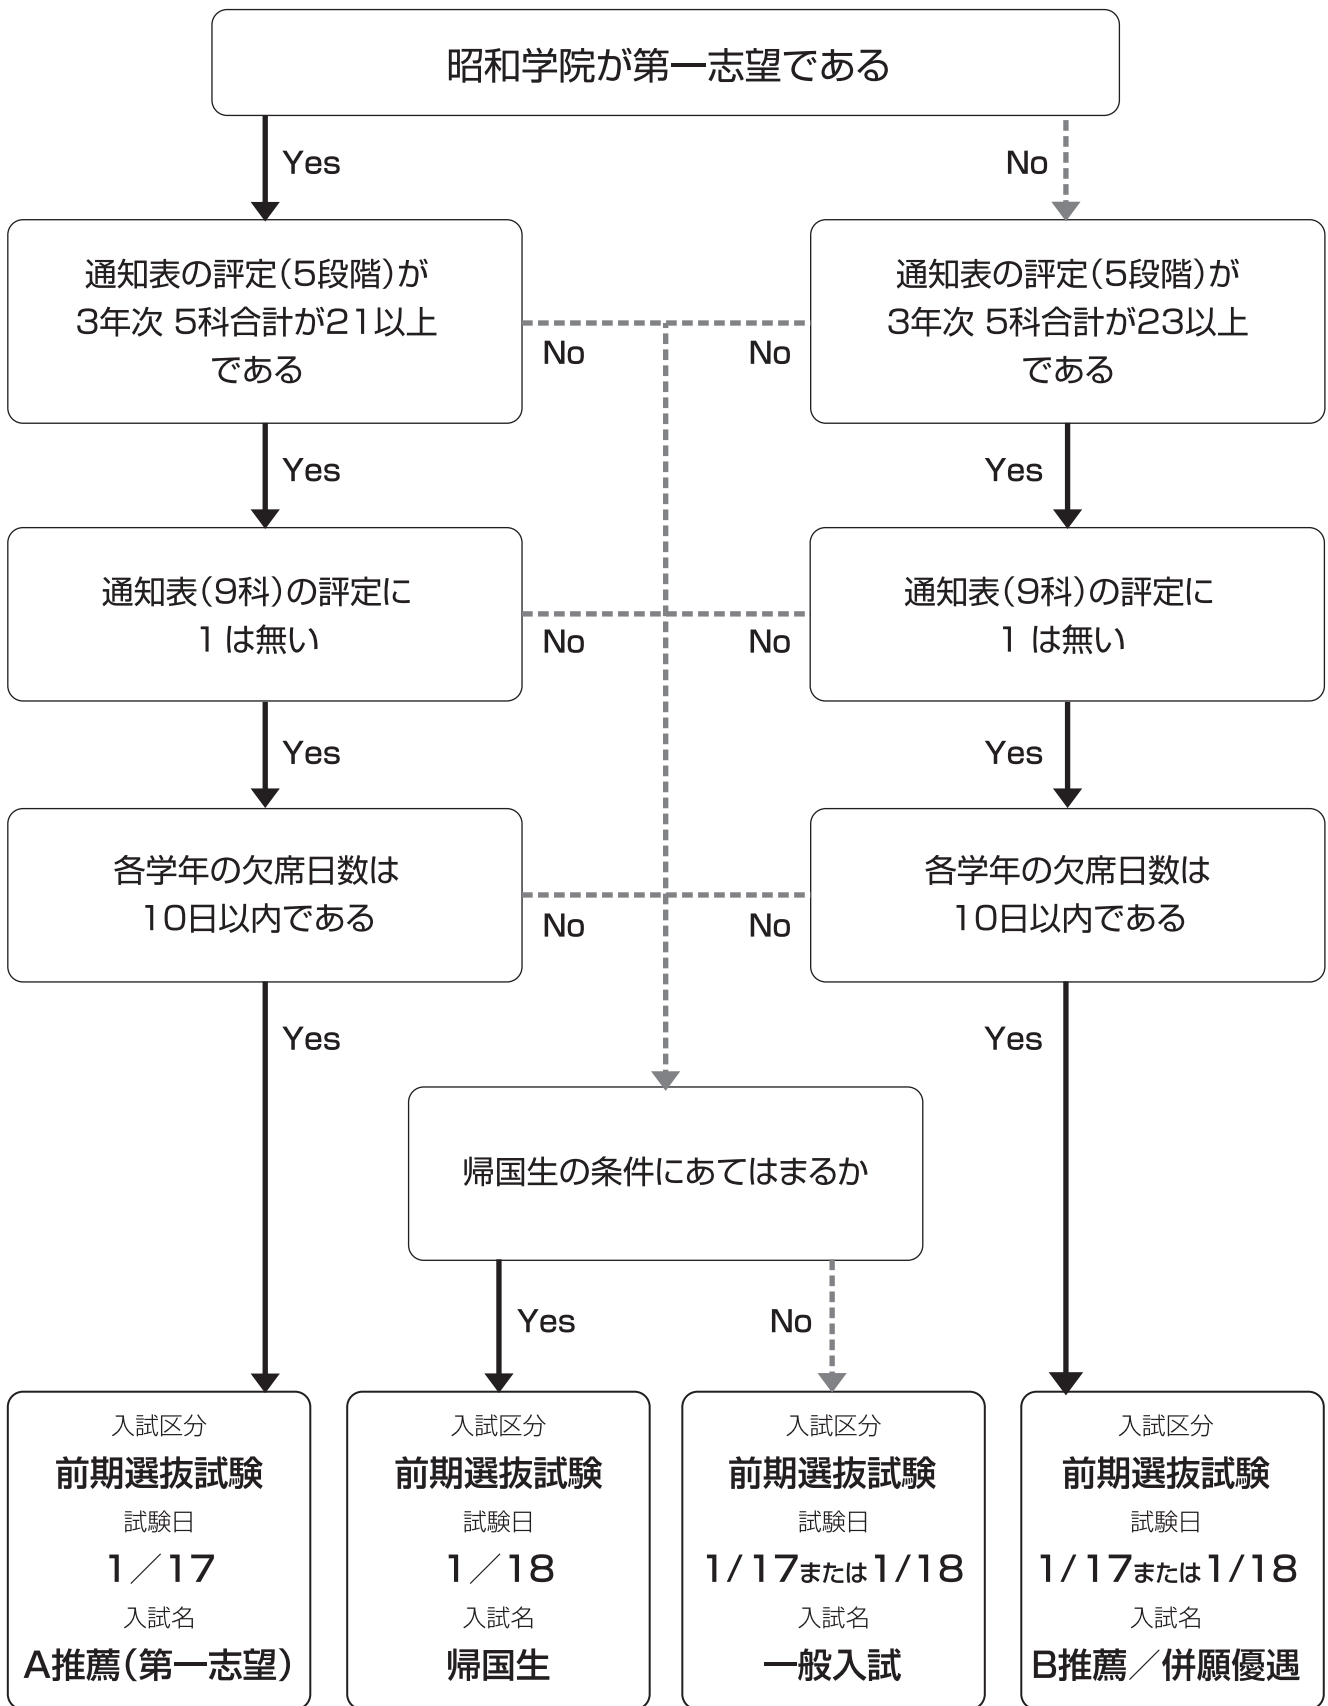 昭和学院が第一志望である
Yes
No
通知表の評定(5段階)が
3年次 5科合計が21以上
である
No
No
通知表の評定(5段階)が
3年次 5科合計が23以上
である
Yes
Yes
通知表(9科)の評定に
1は無い
No
No
通知表(9科)の評定に
1は無い
Yes
Yes
各学年の欠席日数は
10日以内である
No
No
各学年の欠席日数は
10日以内である
Yes
Yes
帰国生の条件にあてはまるか
Yes
No
入試区分
前期選抜試験
試験日
1/17
入試名
A推薦(第一志望)
入試区分
前期選抜試験
試験日
1/18
入試名
帰国生
入試区分
前期選抜試験
試験日
1/17または1/18
入試名
一般入試
入試区分
前期選抜試験
試験日
1/17または1/18
入試名
B推薦/併願優遇